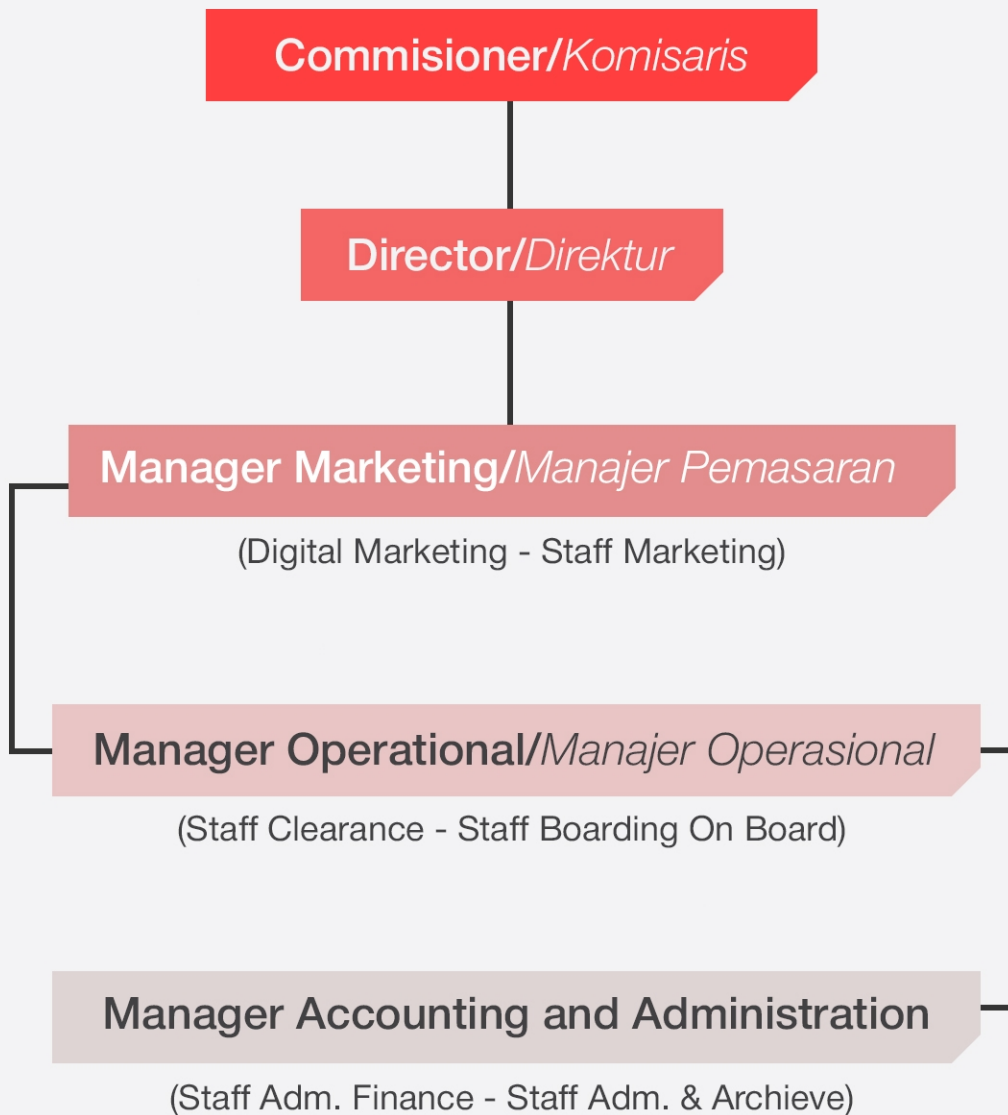 Commisioner/Komisaris
Director/Direktur
Manager Marketing/Manajer Pemasaran
(Digital Marketing - Staff Marketing)
Manager Operational/Manajer Operasional
(Staff Clearance - Staff Boarding On Board)
Manager Accounting and Administration
(Staff Adm. Finance - Staff Adm. & Archieve)